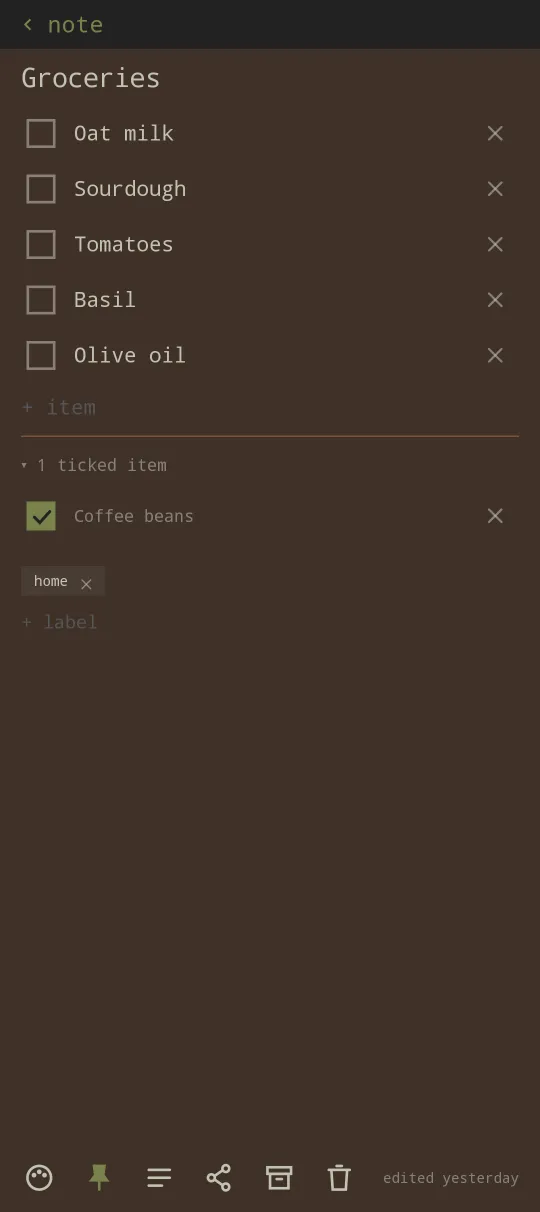 note
Groceries
Oat milk
Sourdough
Tomatoes
Basil
Olive oil
+ item
1 ticked item
Coffee beans
home
+ label
edited yesterday